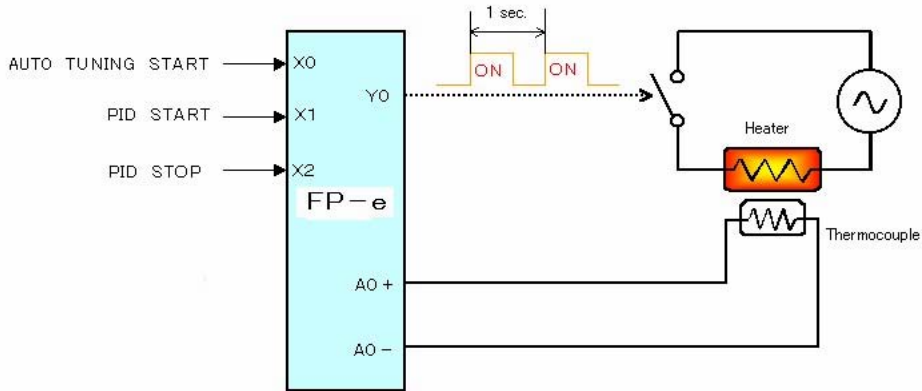 1 sec.
AUTO TUNING START
X0
ON
ON
Y0
PID START
X1
Heater
PID STOP
X2
FP-e
Thermocouple
A0+
A0-